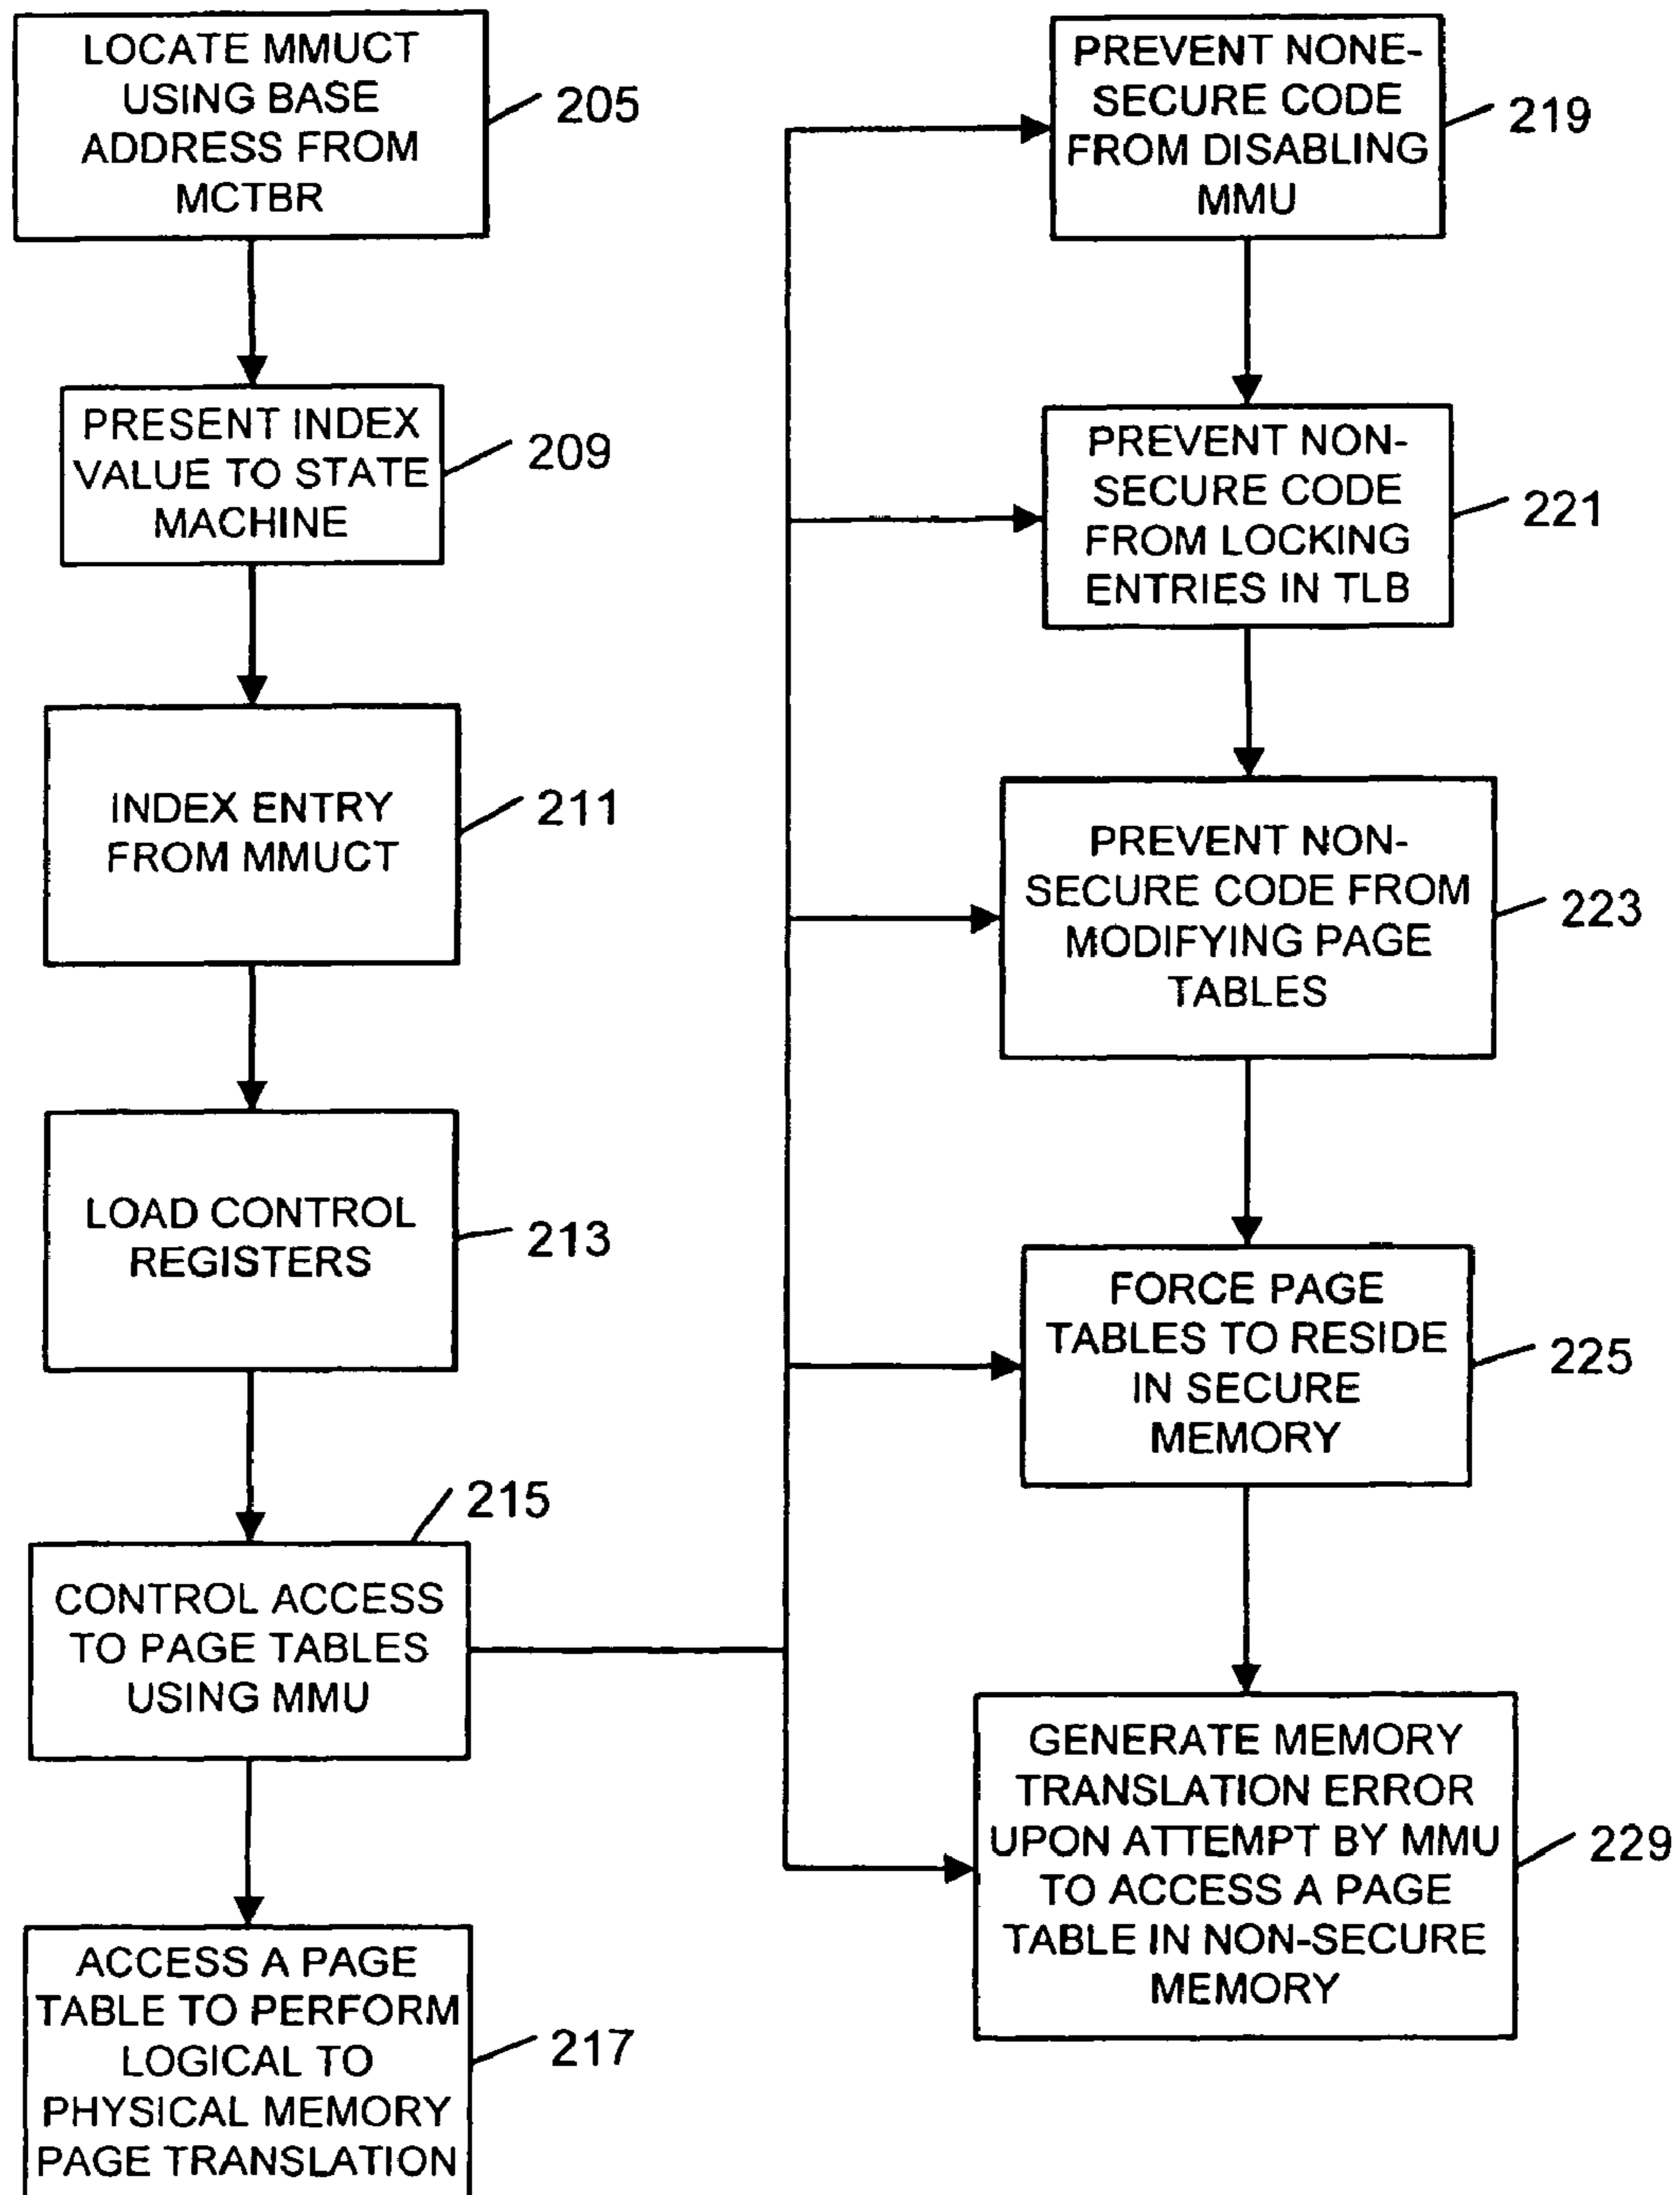 LOCATE MMUCT
USING BASE
ADDRESS FROM
MCTBR
205
PRESENT INDEX
VALUE TO STATE
MACHINE
209
INDEX ENTRY
FROM MMUCT
211
LOAD CONTROL
REGISTERS
213
215
CONTROL ACCESS
TO PAGE TABLES
USING MMU
ACCESS A PAGE
TABLE TO PERFORM
LOGICAL TO
PHYSICAL MEMORY
PAGE TRANSLATION
217
PREVENT NONE-
SECURE CODE
FROM DISABLING
MMU
219
PREVENT NON-
SECURE CODE
FROM LOCKING
ENTRIES IN TLB
221
PREVENT NON-
SECURE CODE FROM
MODIFYING PAGE
TABLES
223
FORCE PAGE
TABLES TO RESIDE
IN SECURE
MEMORY
225
GENERATE MEMORY
TRANSLATION ERROR
UPON ATTEMPT BY MMU
TO ACCESS A PAGE
TABLE IN NON-SECURE
MEMORY
229